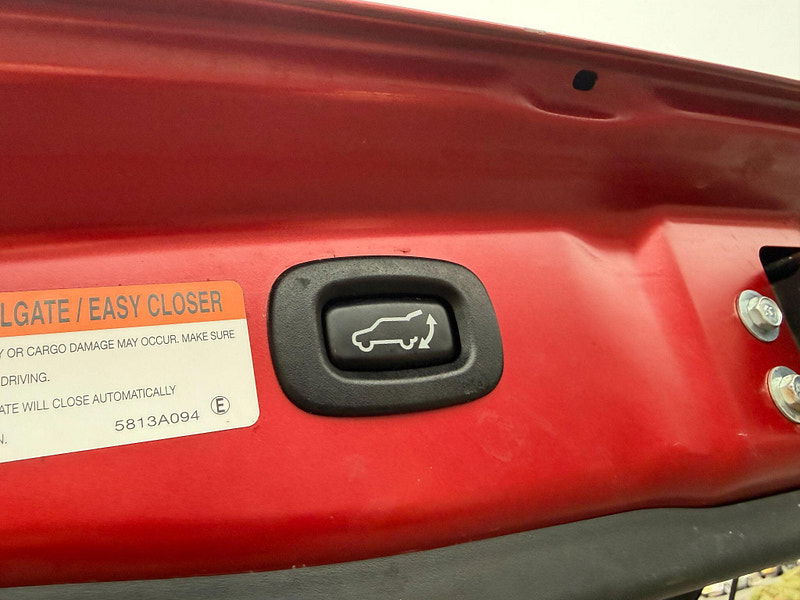 LGATE / EASY CLOSER
Y OR CARGO DAMAGE MAY OCCUR. MAKE SURE
DRIVING.
ATE WILL CLOSE AUTOMATICALLY
N.
5813A094 E